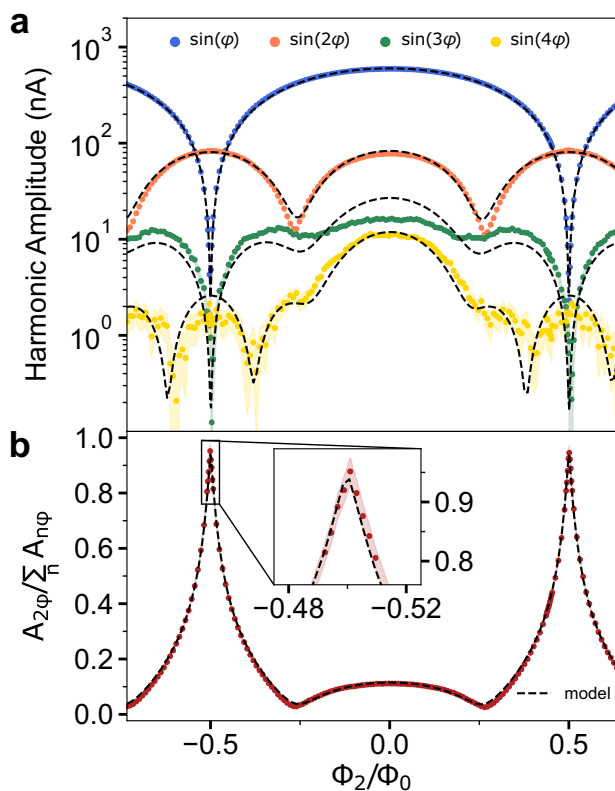 a
sin(φ) sin(2φ) sin(3φ) sin(4φ)
Harmonic Amplitude (nA)
10³
10²
10¹
10⁰
b
A₂φ/Σₙ Aₙφ
1.0
0.8
0.6
0.4
0.2
0.0
0.9
0.8
−0.48 −0.52
model
−0.5 0.0 0.5
Φ₂/Φ₀